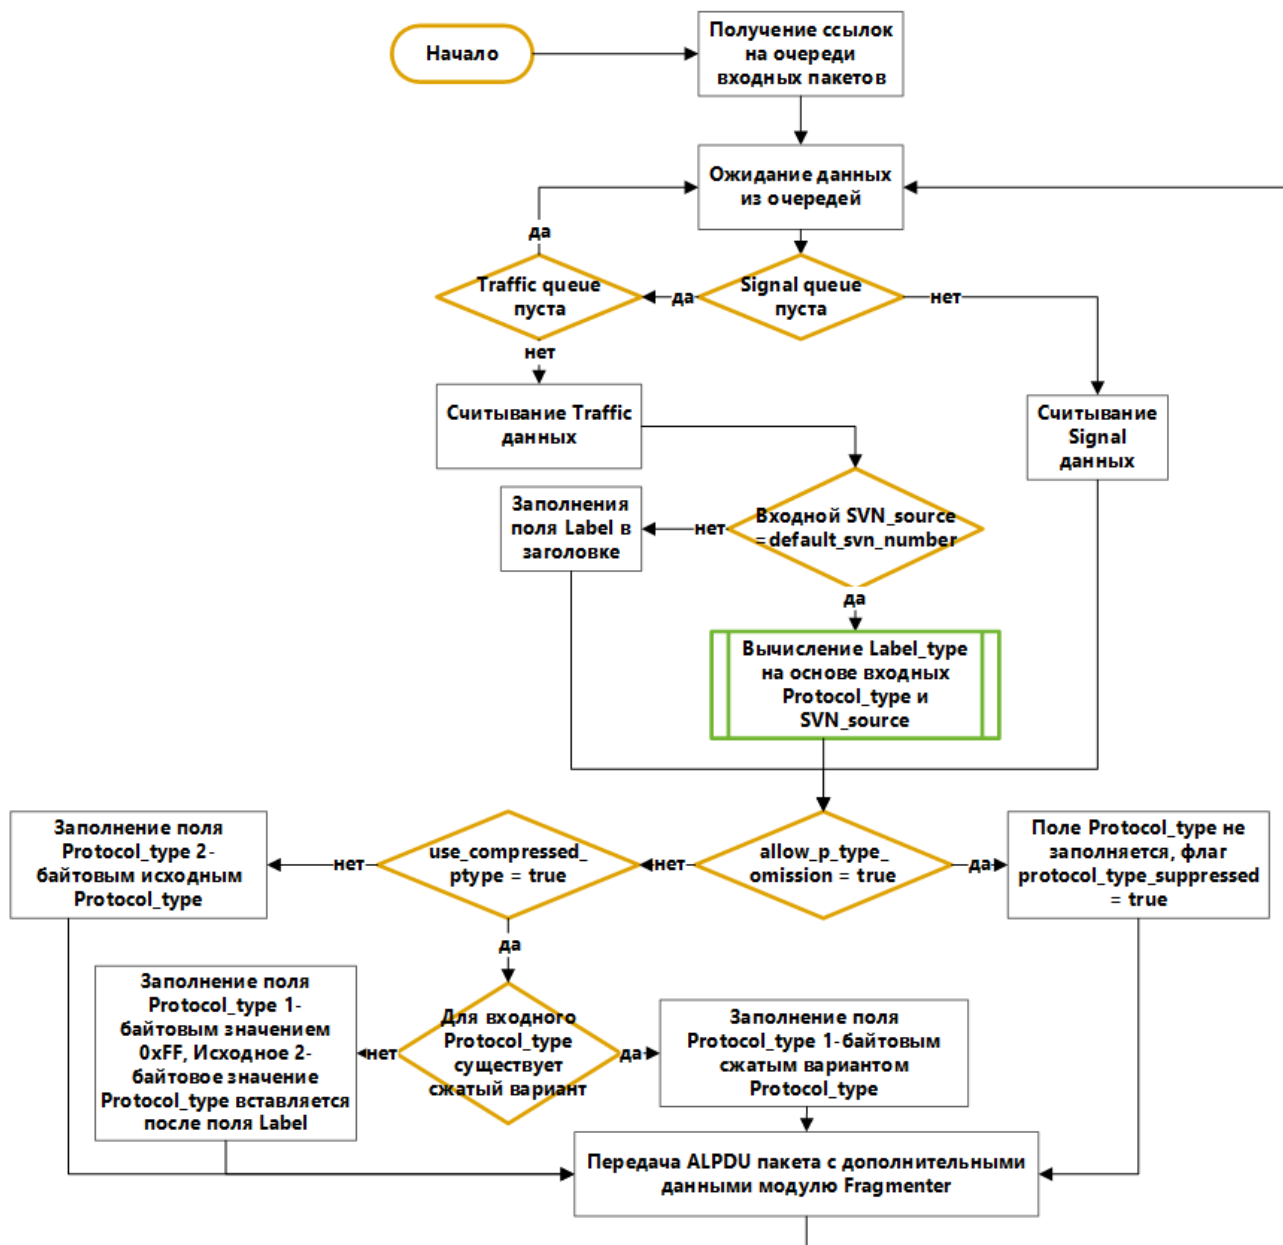 Начало
Получение ссылок
на очереди
входных пакетов
Ожидание данных
из очередей
да
Traffic queue
пуста
да
Signal queue
пуста
нет
нет
Считывание Traffic
данных
Считывание
Signal
данных
Заполнения
поля Label в
заголовке
нет
Входной SVN_source
=default_svn_number
да
Вычисление Label_type
на основе входных
Protocol_type и
SVN_source
Заполнение поля
Protocol_type 2-
байтовым исходным
Protocol_type
нет
use_compressed_
ptype = true
нет
allow_p_type_
omission = true
да
Поле Protocol_type не
заполняется, флаг
protocol_type_suppressed
= true
да
Заполнение поля
Protocol_type 1-
байтовым значением
0xFF, Исходное 2-
байтовое значение
Protocol_type вставляется
после поля Label
нет
Для входного
Protocol_type
существует
сжатый вариант
да
Заполнение поля
Protocol_type 1-байтовым
сжатым вариантом
Protocol_type
Передача ALPDU пакета с дополнительными
данными модулю Fragmenter